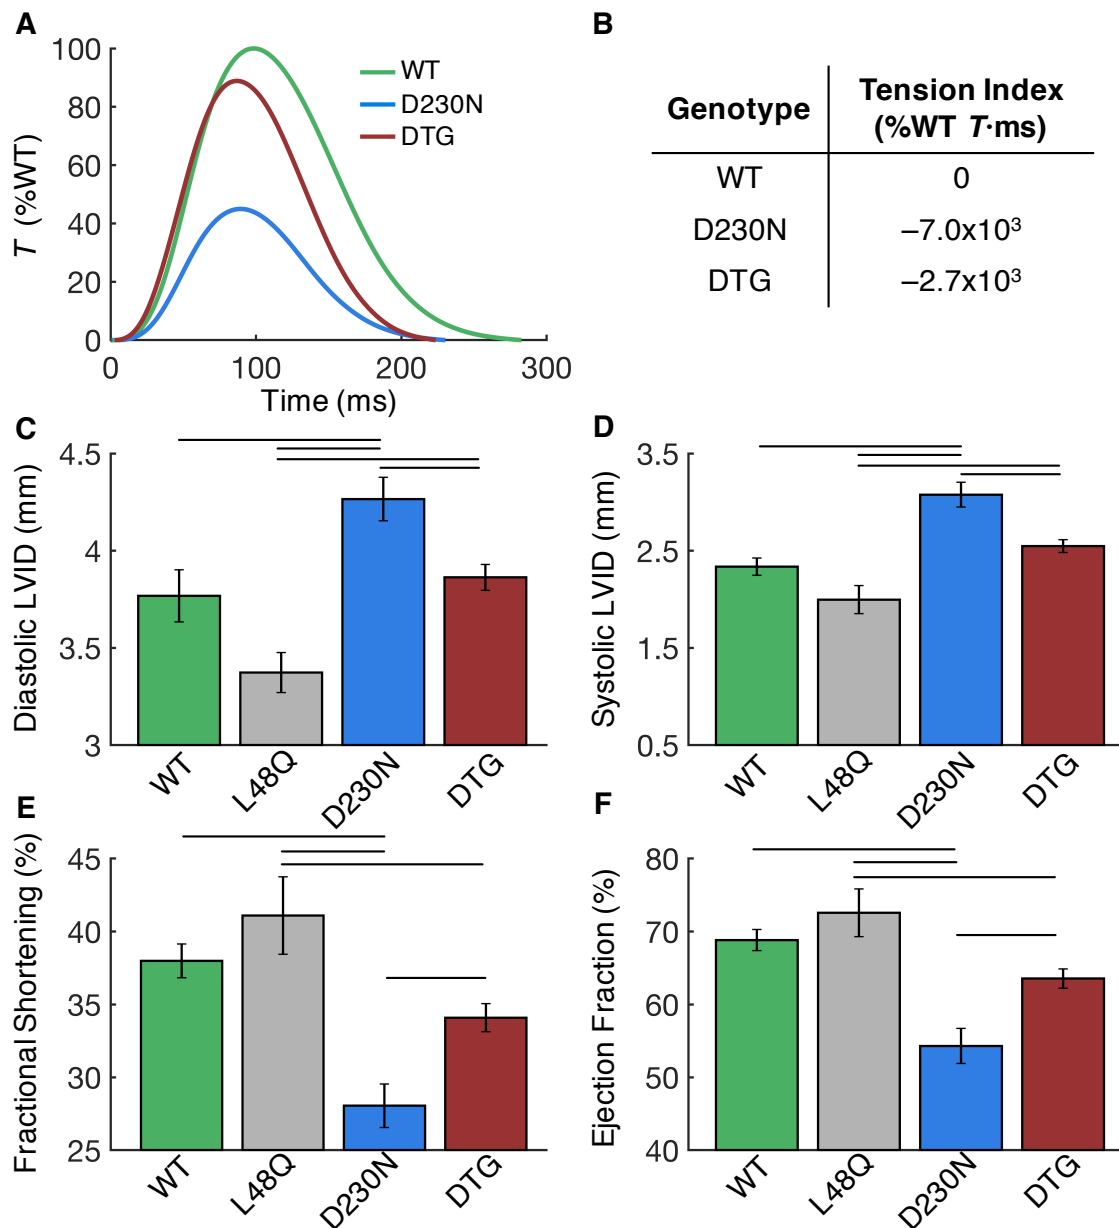 A
T (%WT)
100
80
60
40
20
0
0 100 200 300
Time (ms)
WT
D230N
DTG
B
Genotype Tension Index
(%WT T·ms)
WT 0
D230N –7.0x10³
DTG –2.7x10³
C
Diastolic LVID (mm)
4.5
4
3.5
3
WT L48Q D230N DTG
D
Systolic LVID (mm)
3.5
2.5
1.5
0.5
WT L48Q D230N DTG
E
Fractional Shortening (%)
45
40
35
30
25
WT L48Q D230N DTG
F
Ejection Fraction (%)
80
70
60
50
40
WT L48Q D230N DTG